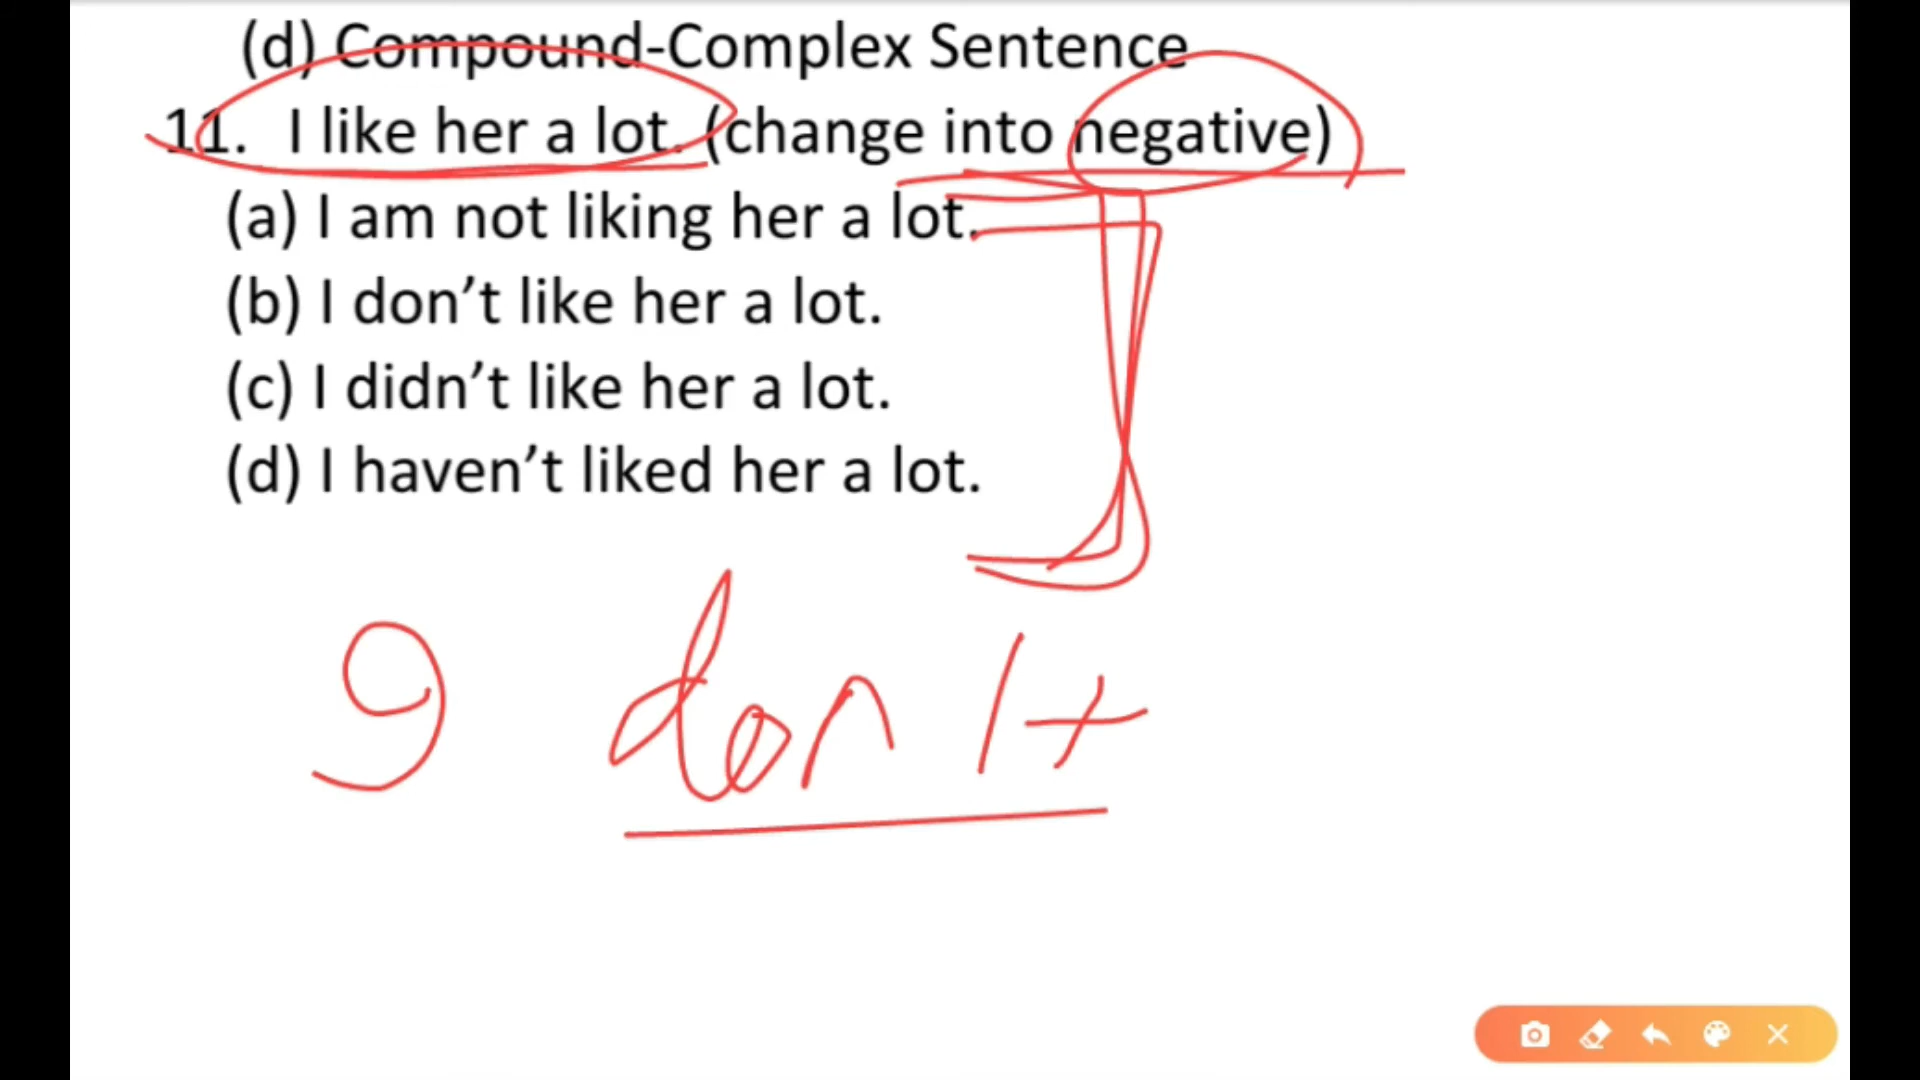 (d) Compound-Complex Sentence
11. I like her a lot. (change into negative)
(a) I am not liking her a lot.
(b) I don’t like her a lot.
(c) I didn’t like her a lot.
(d) I haven’t liked her a lot.
I don't